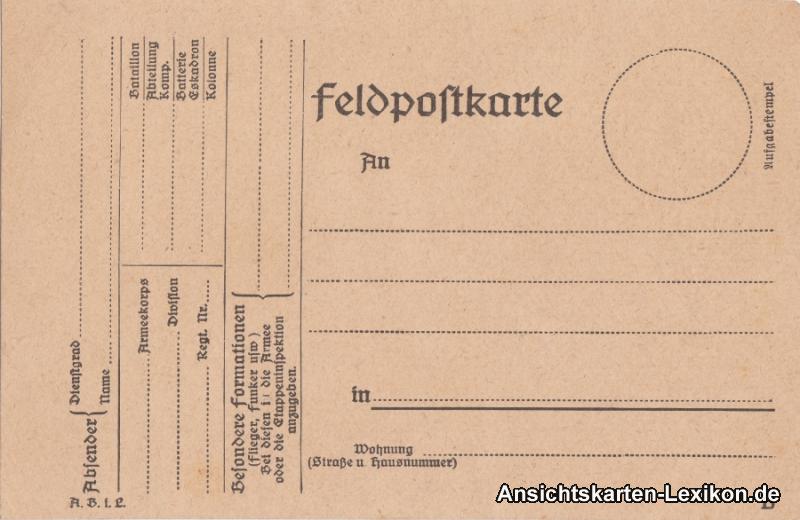 Feldpostkarte
An
Aufgabestempel
in
Wohnung
(Straße u. Hausnummer)
Absender
Dienstgrad
Name
Armeekorps
Division
Regt. Nr.
Bataillon
Abteilung
Komp.
Batterie
Eskadron
Kolonne
Besondere Formationen
(Flieger, Funker usw)
Bei diesen i: die Armee
oder die Etappeninspektion
anzugeben.
A. B. i. L.
Ansichtskarten-Lexikon.de